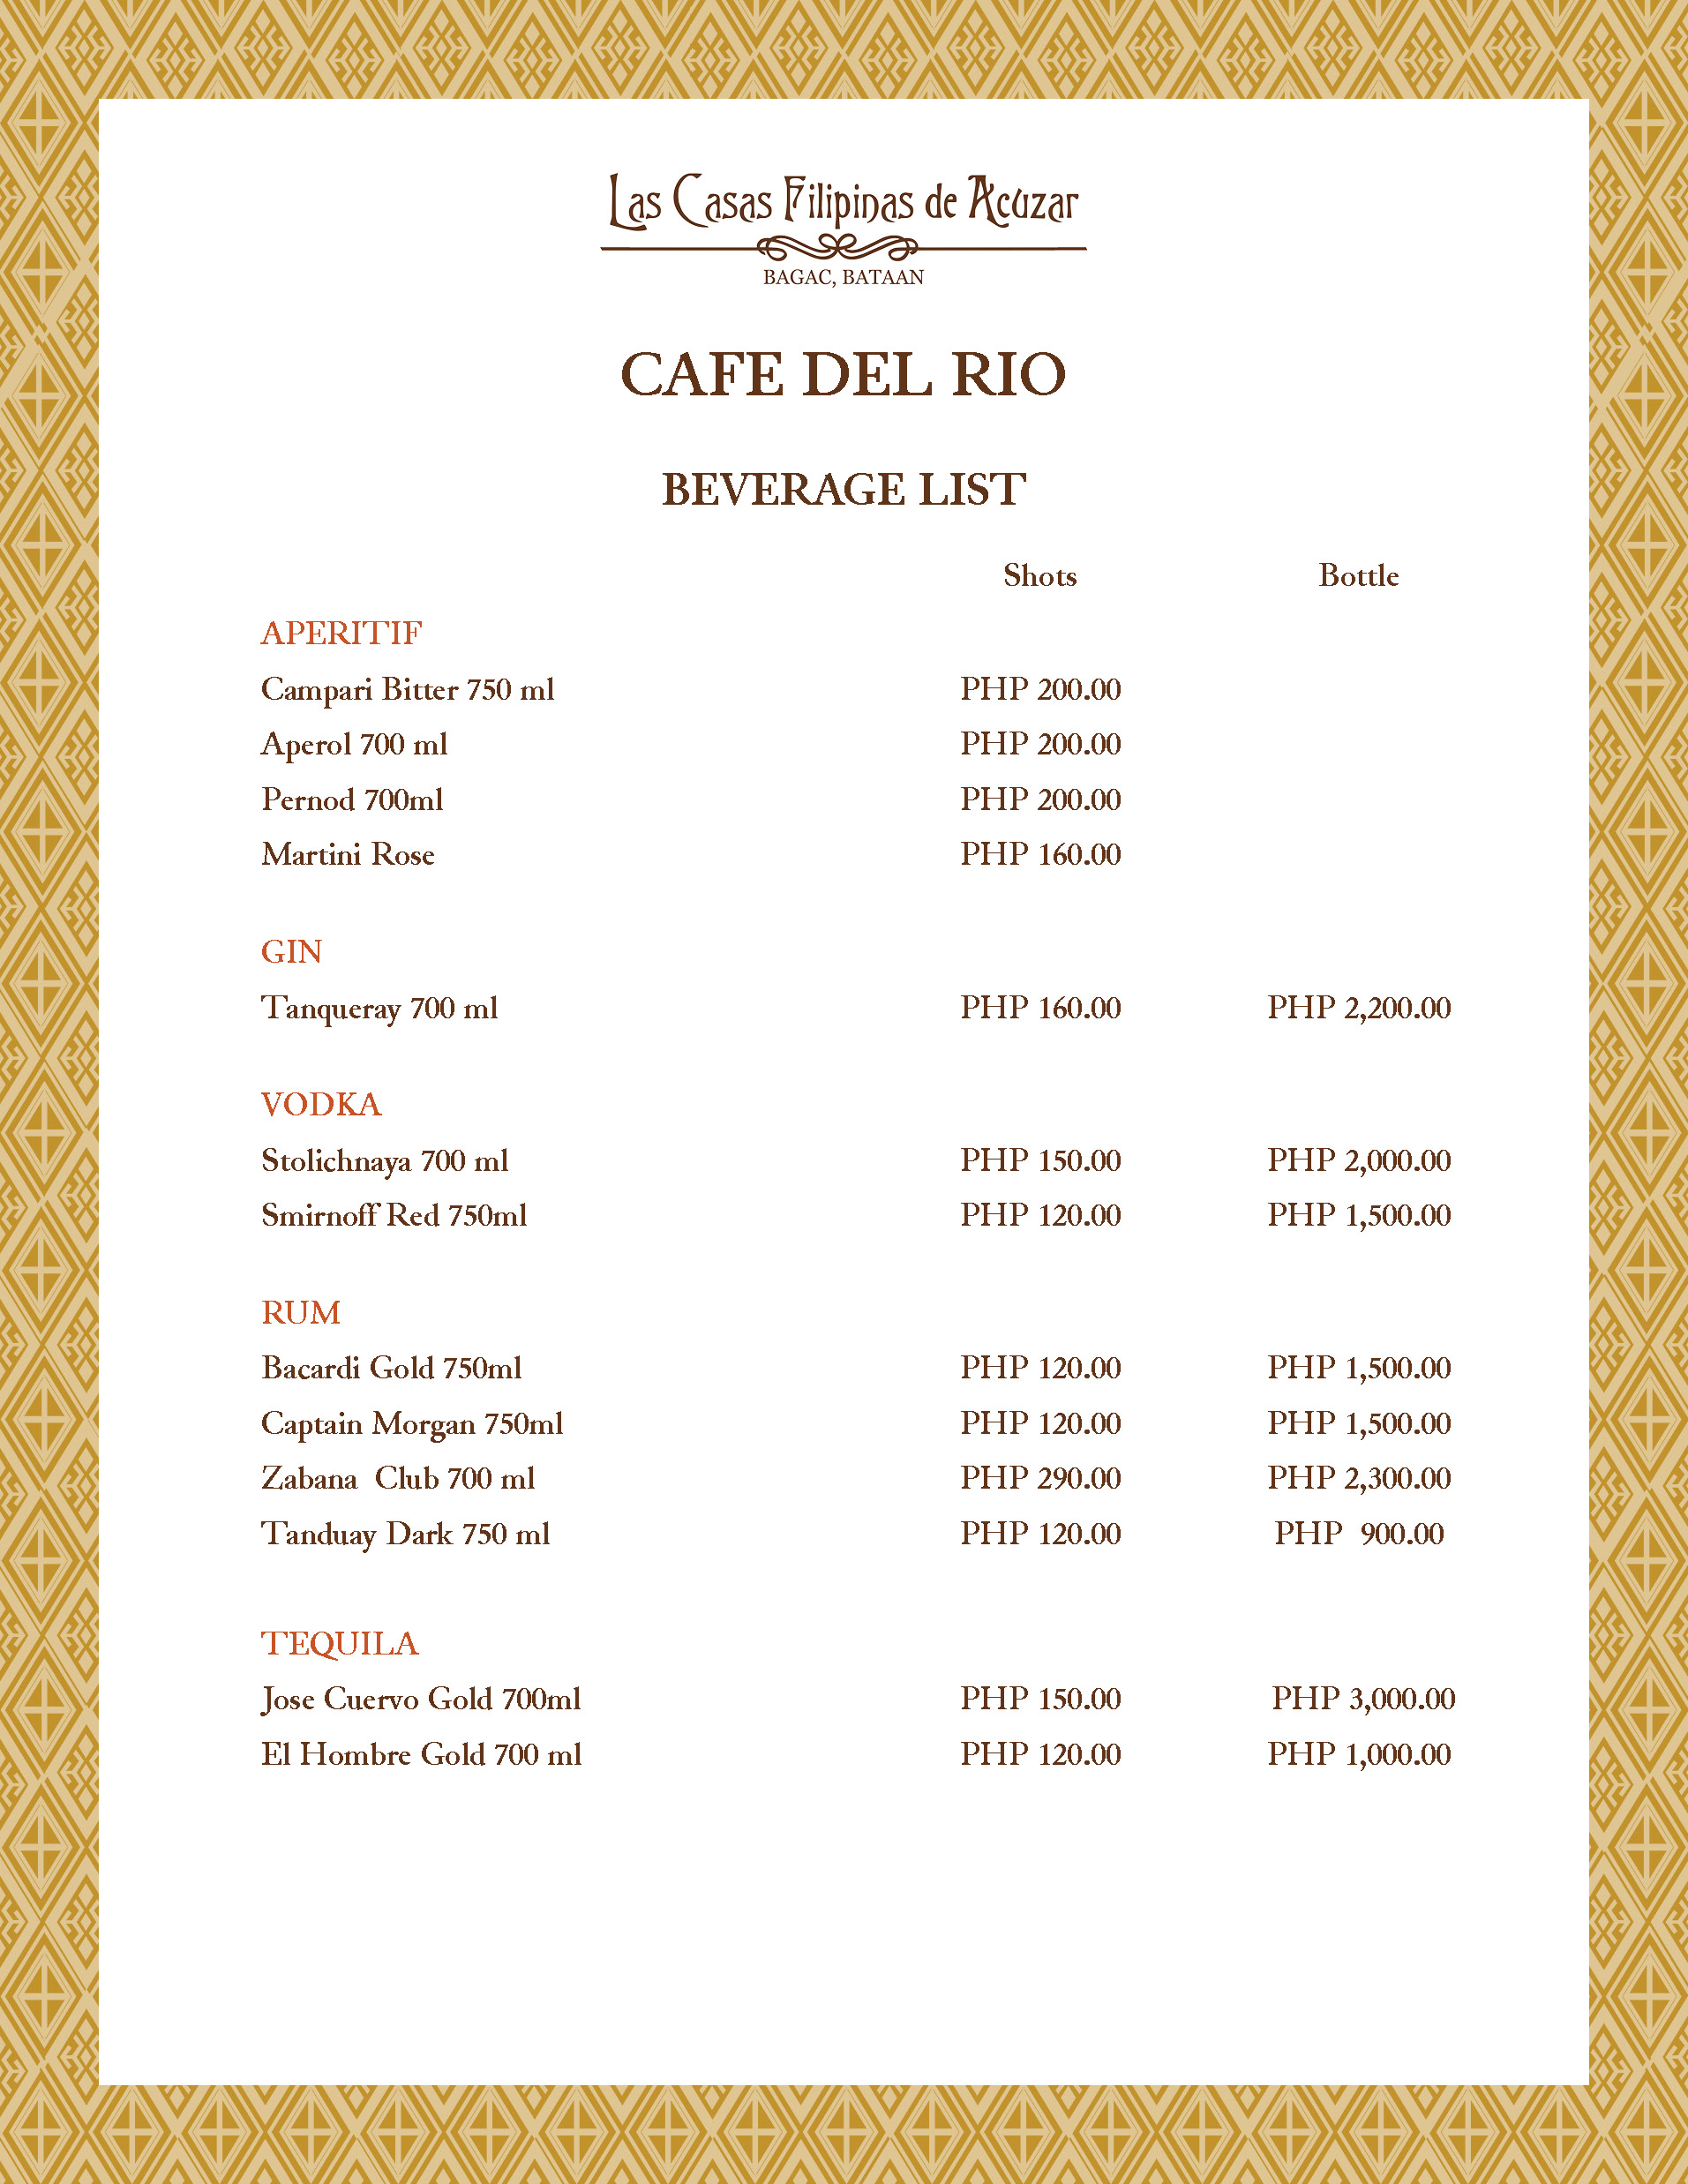 Las Casas Filipinas de Acuzar
BAGAC, BATAAN
CAFE DEL RIO
BEVERAGE LIST
Shots Bottle
APERITIF
Campari Bitter 750 ml PHP 200.00
Aperol 700 ml PHP 200.00
Pernod 700ml PHP 200.00
Martini Rose PHP 160.00
GIN
Tanqueray 700 ml PHP 160.00 PHP 2,200.00
VODKA
Stolichnaya 700 ml PHP 150.00 PHP 2,000.00
Smirnoff Red 750ml PHP 120.00 PHP 1,500.00
RUM
Bacardi Gold 750ml PHP 120.00 PHP 1,500.00
Captain Morgan 750ml PHP 120.00 PHP 1,500.00
Zabana Club 700 ml PHP 290.00 PHP 2,300.00
Tanduay Dark 750 ml PHP 120.00 PHP 900.00
TEQUILA
Jose Cuervo Gold 700ml PHP 150.00 PHP 3,000.00
El Hombre Gold 700 ml PHP 120.00 PHP 1,000.00